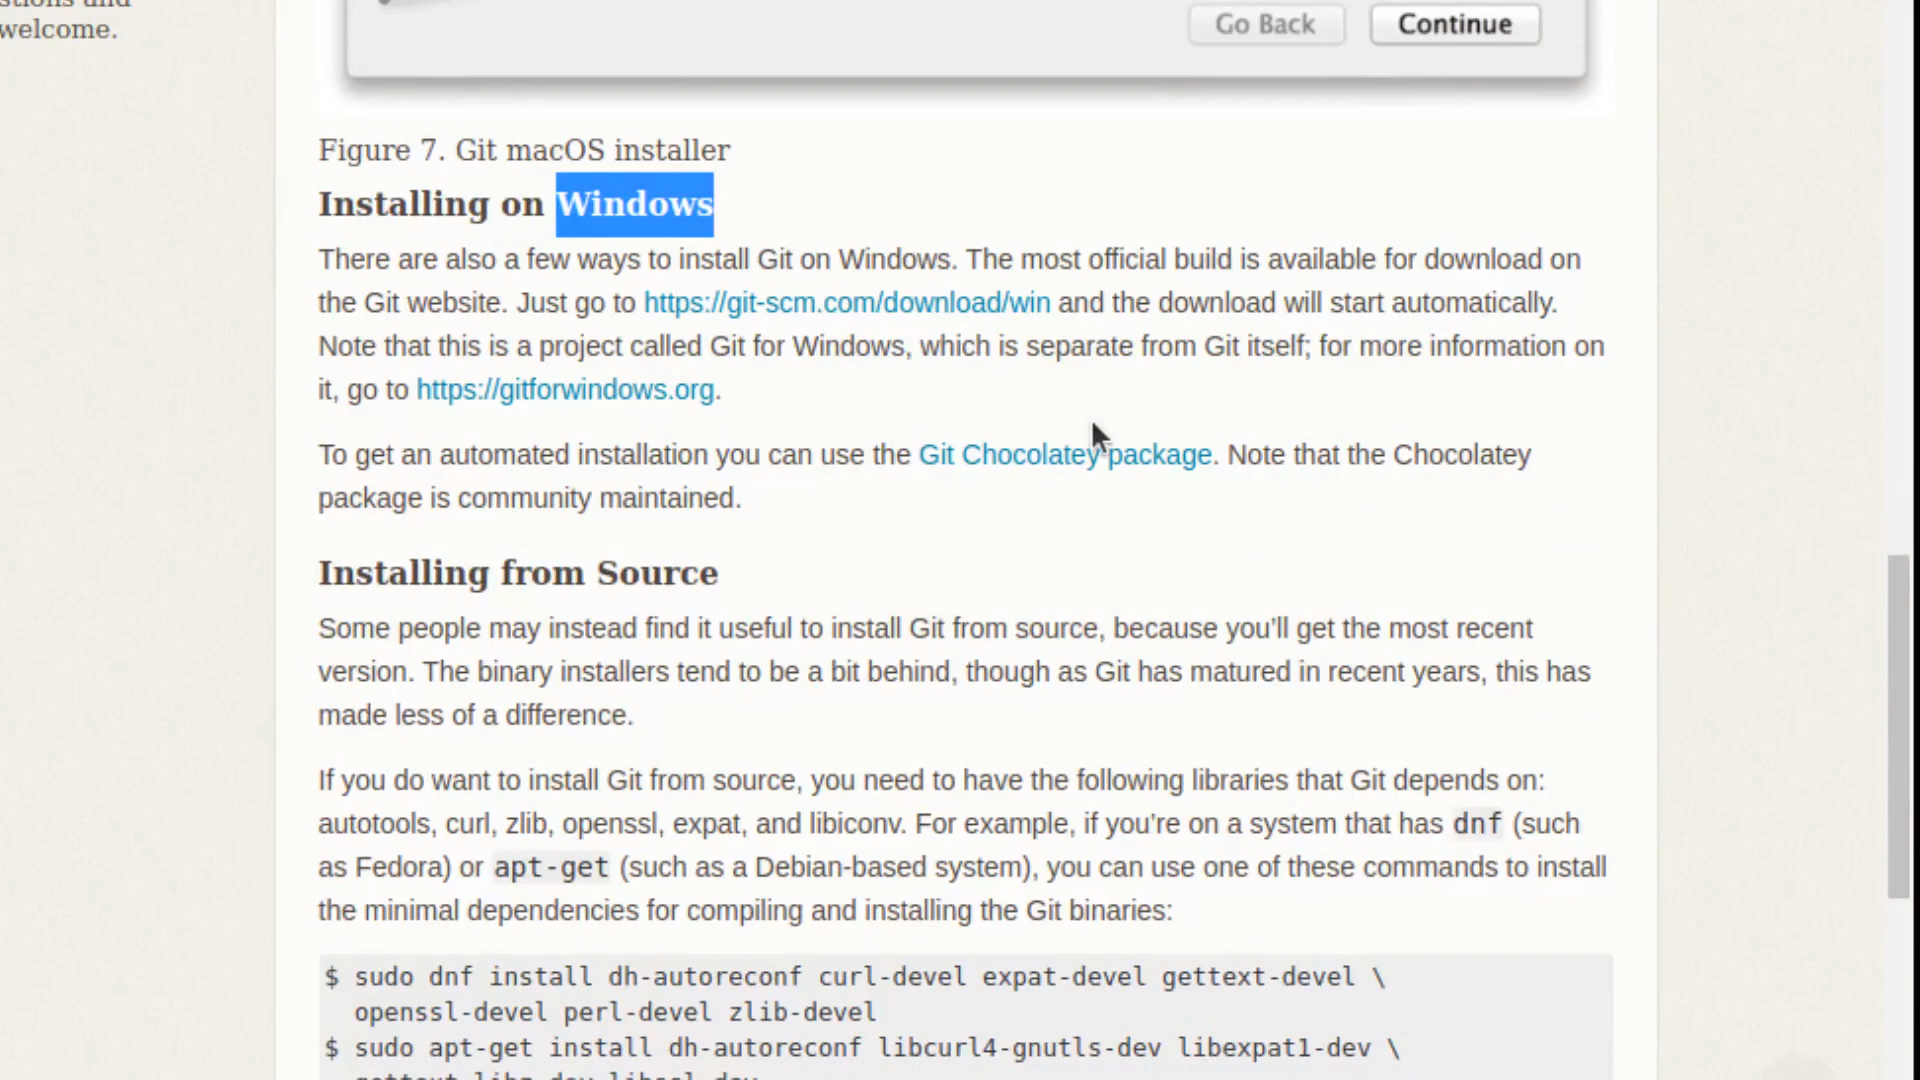 stions and
welcome.
Go Back
Continue
Figure 7. Git macOS installer
Installing on Windows
There are also a few ways to install Git on Windows. The most official build is available for download on
the Git website. Just go to https://git-scm.com/download/win and the download will start automatically.
Note that this is a project called Git for Windows, which is separate from Git itself; for more information on
it, go to https://gitforwindows.org.
To get an automated installation you can use the Git Chocolatey package. Note that the Chocolatey
package is community maintained.
Installing from Source
Some people may instead find it useful to install Git from source, because you’ll get the most recent
version. The binary installers tend to be a bit behind, though as Git has matured in recent years, this has
made less of a difference.
If you do want to install Git from source, you need to have the following libraries that Git depends on:
autotools, curl, zlib, openssl, expat, and libiconv. For example, if you’re on a system that has dnf (such
as Fedora) or apt-get (such as a Debian-based system), you can use one of these commands to install
the minimal dependencies for compiling and installing the Git binaries:
$ sudo dnf install dh-autoreconf curl-devel expat-devel gettext-devel \
openssl-devel perl-devel zlib-devel
$ sudo apt-get install dh-autoreconf libcurl4-gnutls-dev libexpat1-dev \
gettext libz-dev libssl-dev